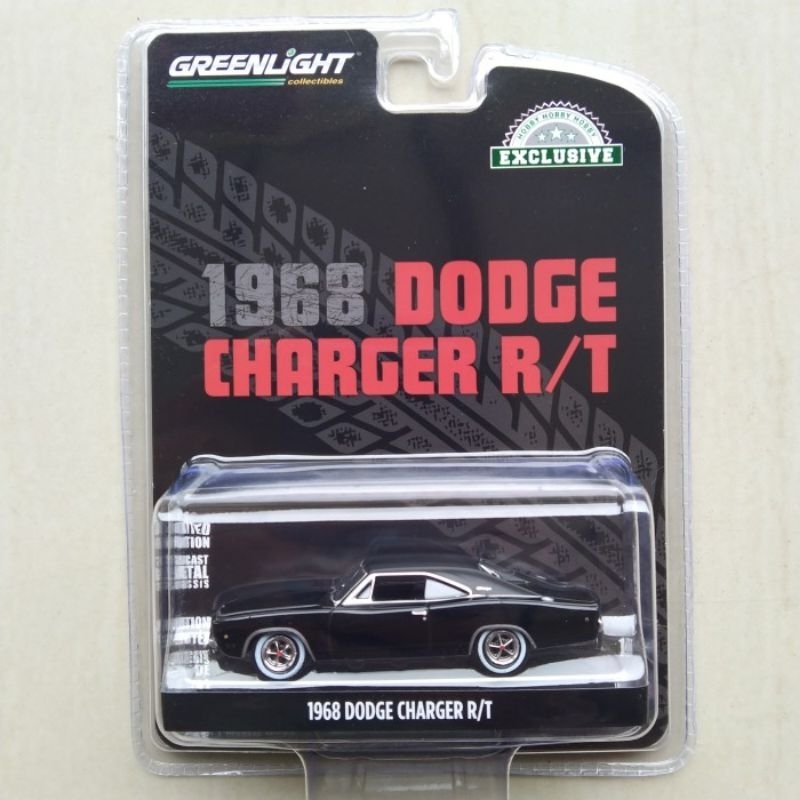 GREENLiGHT
collectibles
HOBBY HOBBY HOBBY
EXCLUSIVE
1968 DODGE
CHARGER R/T
1968 DODGE CHARGER R/T